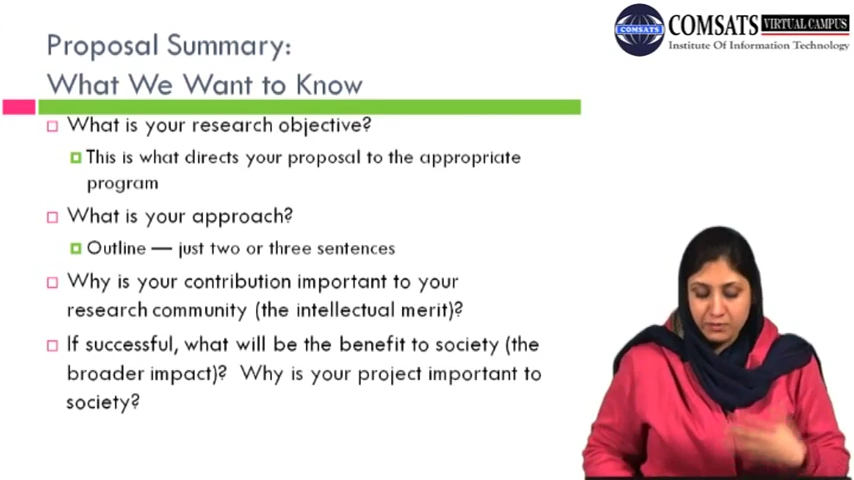 COMSATS VIRTUAL CAMPUS
COMSATS
Institute Of Information Technology
Proposal Summary:
What We Want to Know
What is your research objective?
This is what directs your proposal to the appropriate
program
What is your approach?
Outline — just two or three sentences
Why is your contribution important to your
research community (the intellectual merit)?
If successful, what will be the benefit to society (the
broader impact)? Why is your project important to
society?